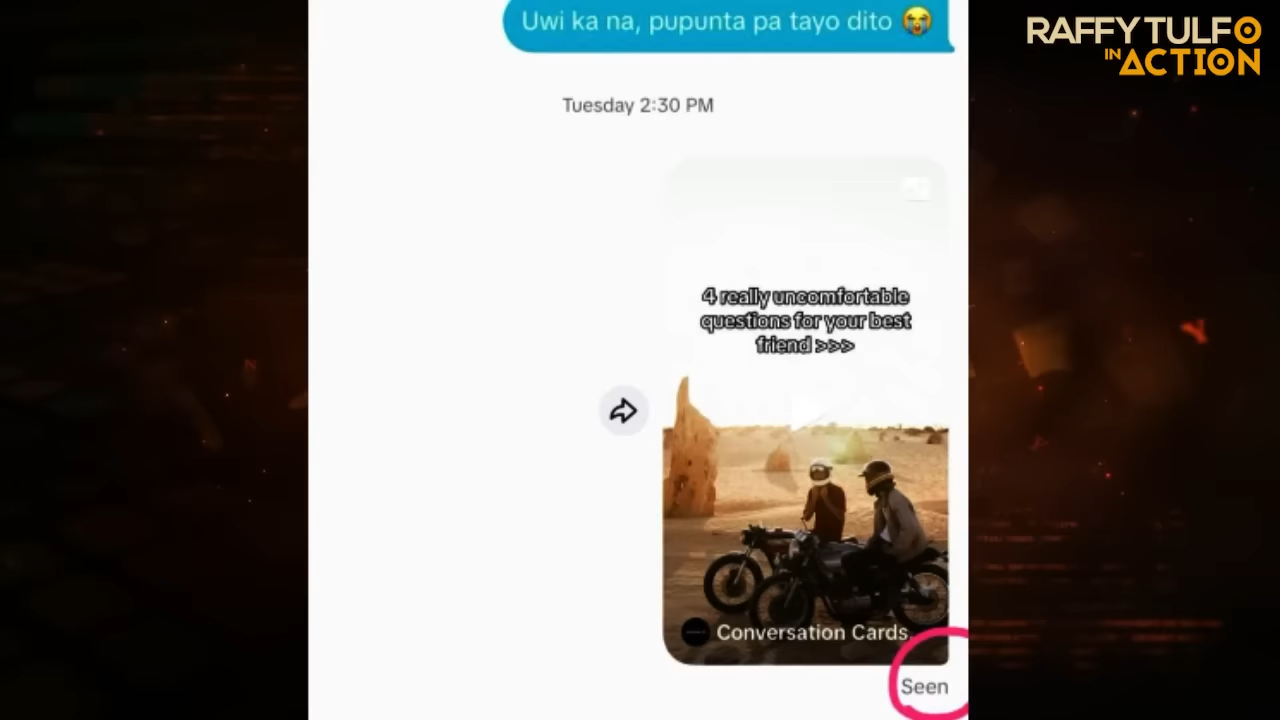 Uwi ka na, pupunta pa tayo dito 😭
RAFFY TULFO
IN ACTION
Tuesday 2:30 PM
4 really uncomfortable
questions for your best
friend >>>
Conversation Cards
Seen